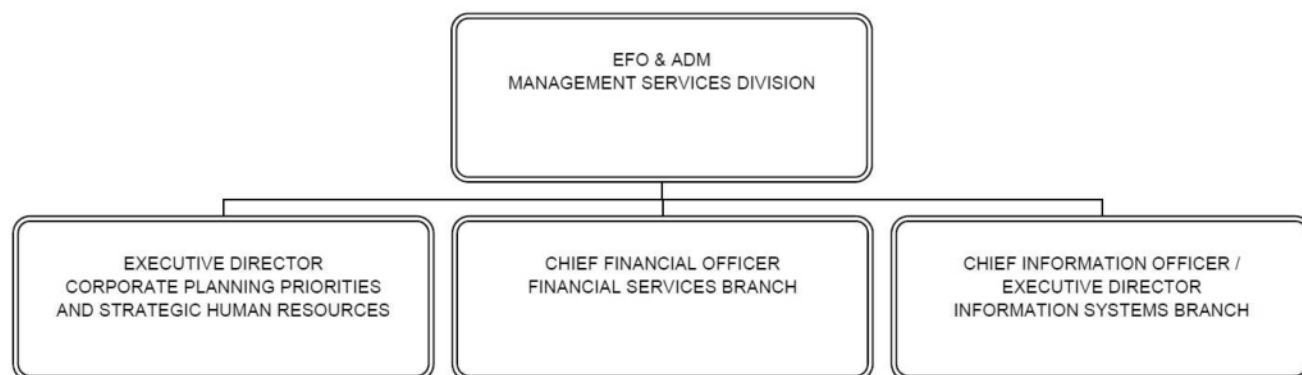 EFO & ADM
MANAGEMENT SERVICES DIVISION
EXECUTIVE DIRECTOR
CORPORATE PLANNING PRIORITIES
AND STRATEGIC HUMAN RESOURCES
CHIEF FINANCIAL OFFICER
FINANCIAL SERVICES BRANCH
CHIEF INFORMATION OFFICER /
EXECUTIVE DIRECTOR
INFORMATION SYSTEMS BRANCH